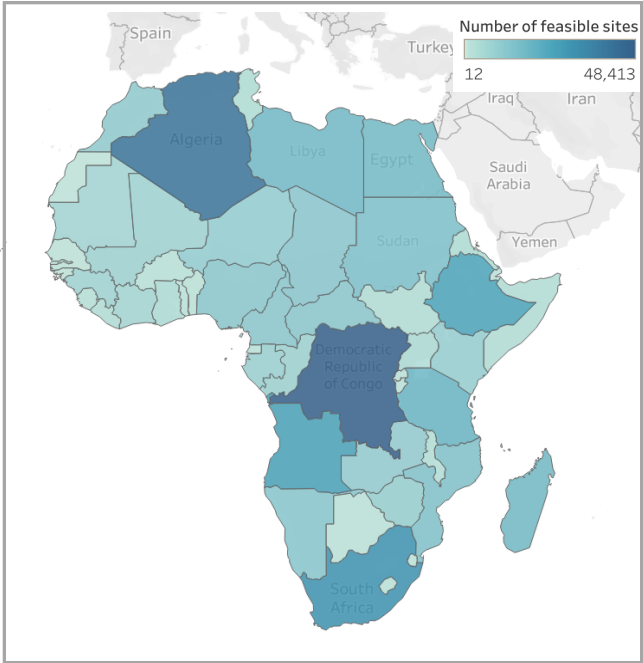 Number of feasible sites
12 48,413
Spain
Turkey
Iraq
Iran
Algeria
Libya
Egypt
Saudi
Arabia
Sudan
Yemen
Democratic
Republic
of Congo
South
Africa